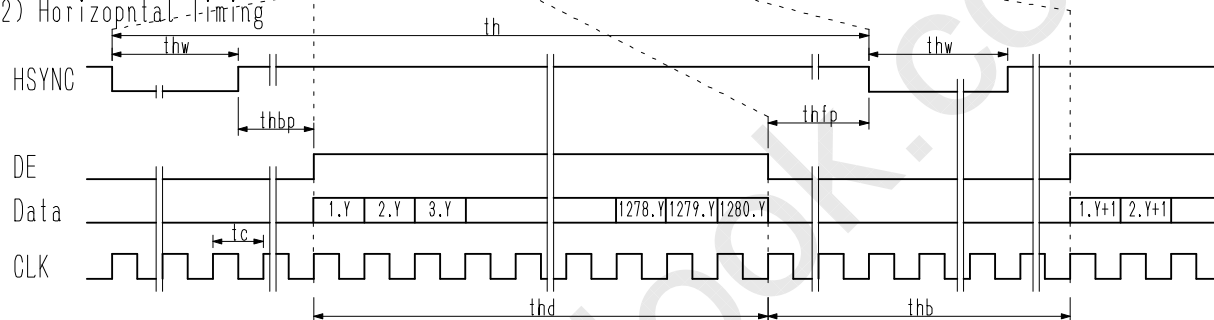 2) Horizopntal Timing
th
thw
thw
HSYNC
thbp
thfp
DE
Data
1.Y 2.Y 3.Y 1278.Y 1279.Y 1280.Y 1.Y+1 2.Y+1
tc
CLK
thd
thb